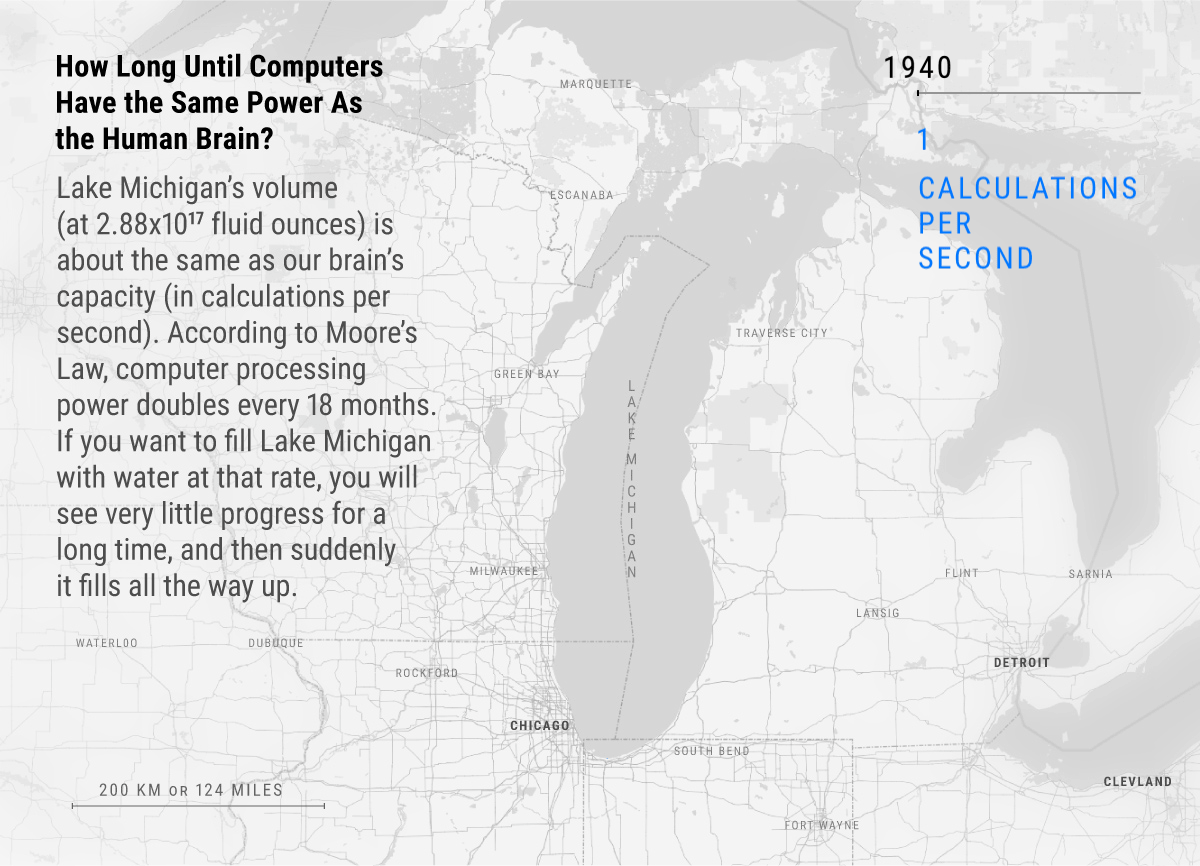 How Long Until Computers
Have the Same Power As
the Human Brain?
Lake Michigan’s volume
(at 2.88x10¹⁷ fluid ounces) is
about the same as our brain’s
capacity (in calculations per
second). According to Moore’s
Law, computer processing
power doubles every 18 months.
If you want to fill Lake Michigan
with water at that rate, you will
see very little progress for a
long time, and then suddenly
it fills all the way up.
1940
1
CALCULATIONS
PER
SECOND
MARQUETTE
ESCANABA
TRAVERSE CITY
GREEN BAY
LAKE MICHIGAN
MILWAUKEE
FLINT
SARNIA
LANSIG
WATERLOO
DUBUQUE
ROCKFORD
DETROIT
CHICAGO
SOUTH BEND
CLEVLAND
200 KM OR 124 MILES
FORT WAYNE